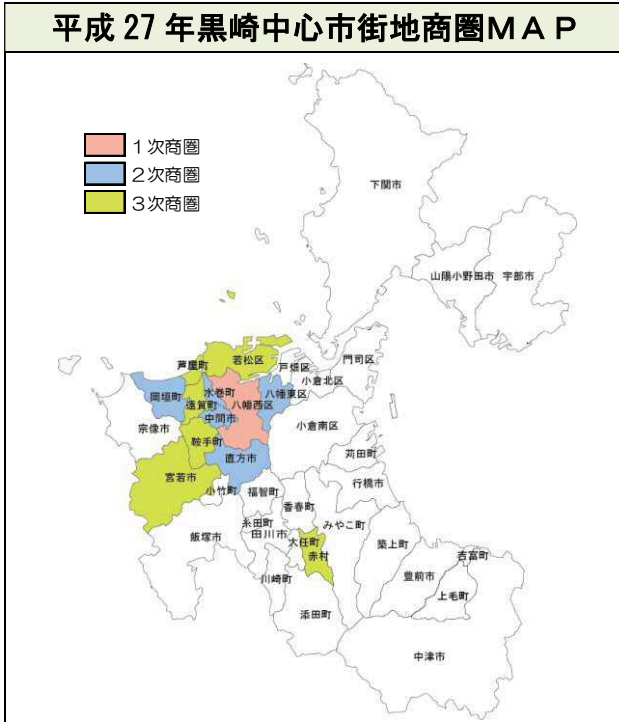 平成27年黒崎中心市街地商圏MAP
1次商圏
2次商圏
3次商圏
下関市
山陽小野田市
宇部市
門司区
若松区
戸畑区
小倉北区
芦屋町
水巻町
八幡東区
岡垣町
遠賀町
八幡西区
中間市
宗像市
小倉南区
鞍手町
苅田町
直方市
宮若市
行橋市
小竹町
福智町
香春町
みやこ町
糸田町
田川市
飯塚市
大任町
赤村
築上町
吉富町
豊前市
川崎町
上毛町
添田町
中津市